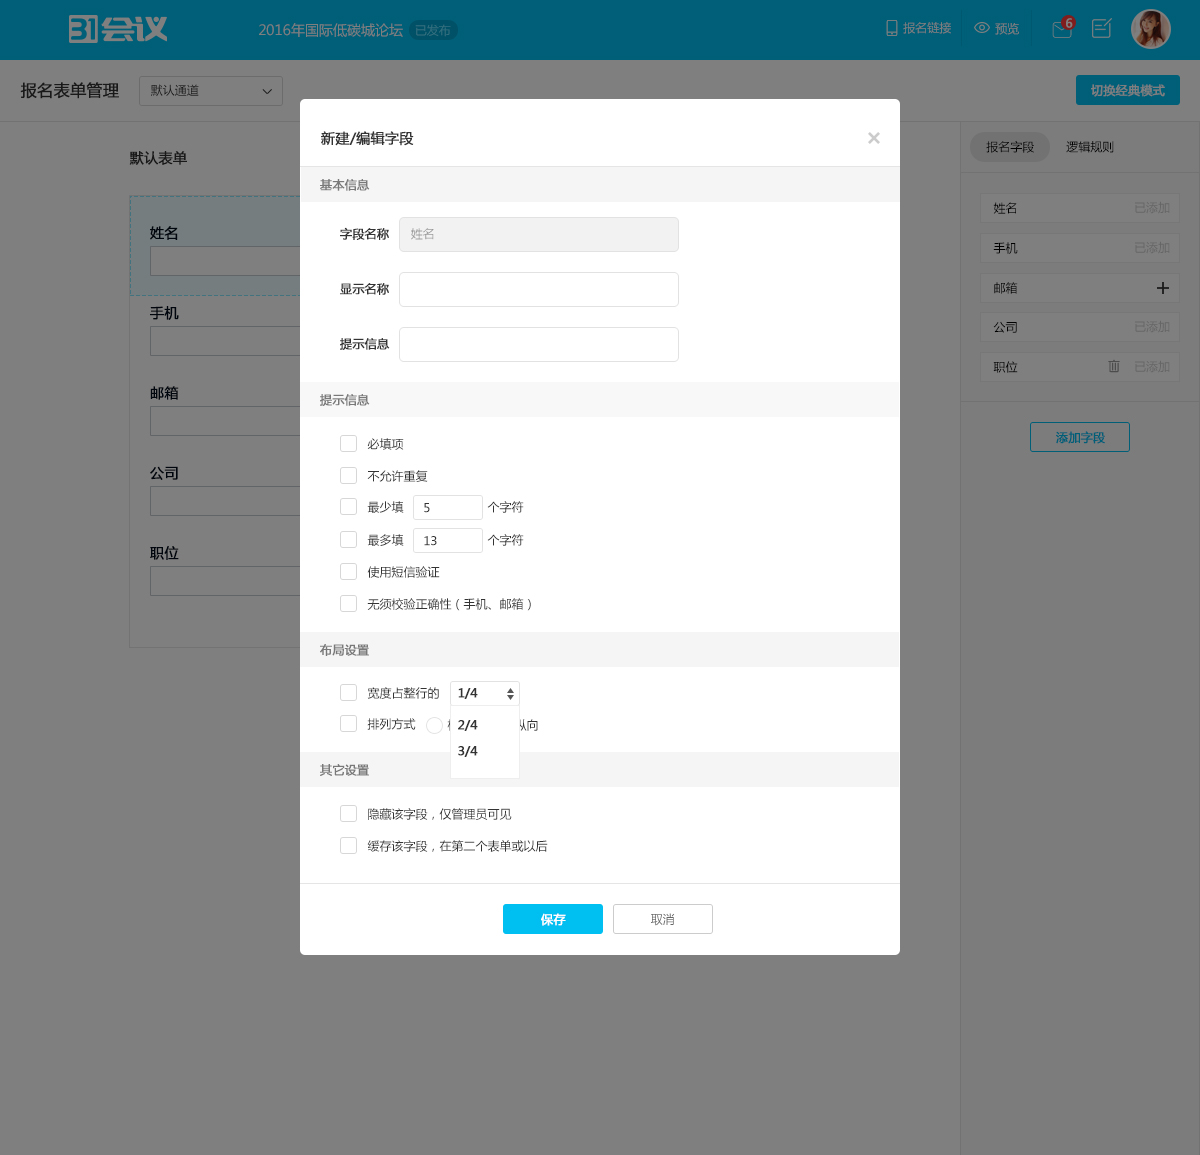 31会议
2016年国际低碳城论坛 已发布
报名链接 预览 6
报名表单管理 默认通道 切换经典模式
默认表单
姓名
手机
邮箱
公司
职位
新建/编辑字段 ×
基本信息
字段名称 姓名
显示名称
提示信息
提示信息
必填项
不允许重复
最少填 5 个字符
最多填 13 个字符
使用短信验证
无须校验正确性（手机、邮箱）
布局设置
宽度占整行的 1/4
排列方式 纵向
2/4
3/4
其它设置
隐藏该字段，仅管理员可见
缓存该字段，在第二个表单或以后
保存 取消
报名字段 逻辑规则
姓名 已添加
手机 已添加
邮箱
公司 已添加
职位 已添加
添加字段